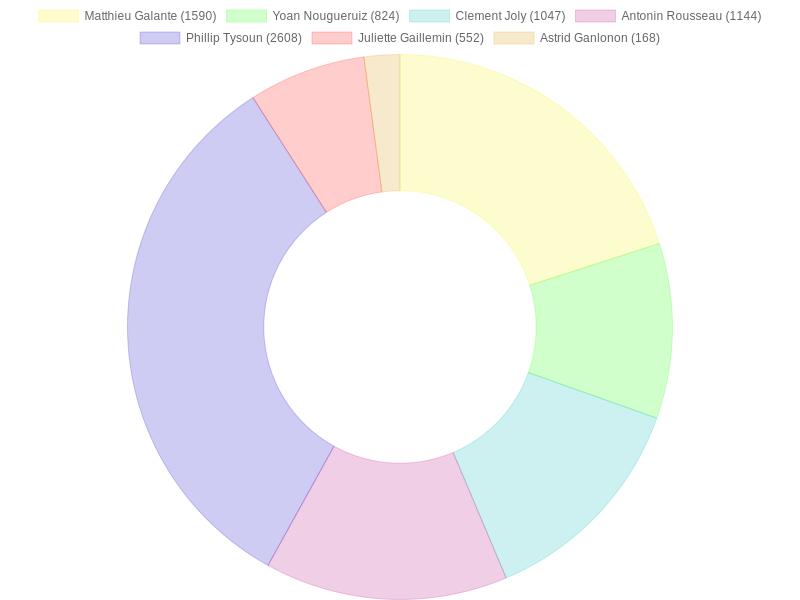 Matthieu Galante (1590) Yoan Nougueruiz (824) Clement Joly (1047) Antonin Rousseau (1144)
Phillip Tysoun (2608) Juliette Gaillemin (552) Astrid Ganlonon (168)